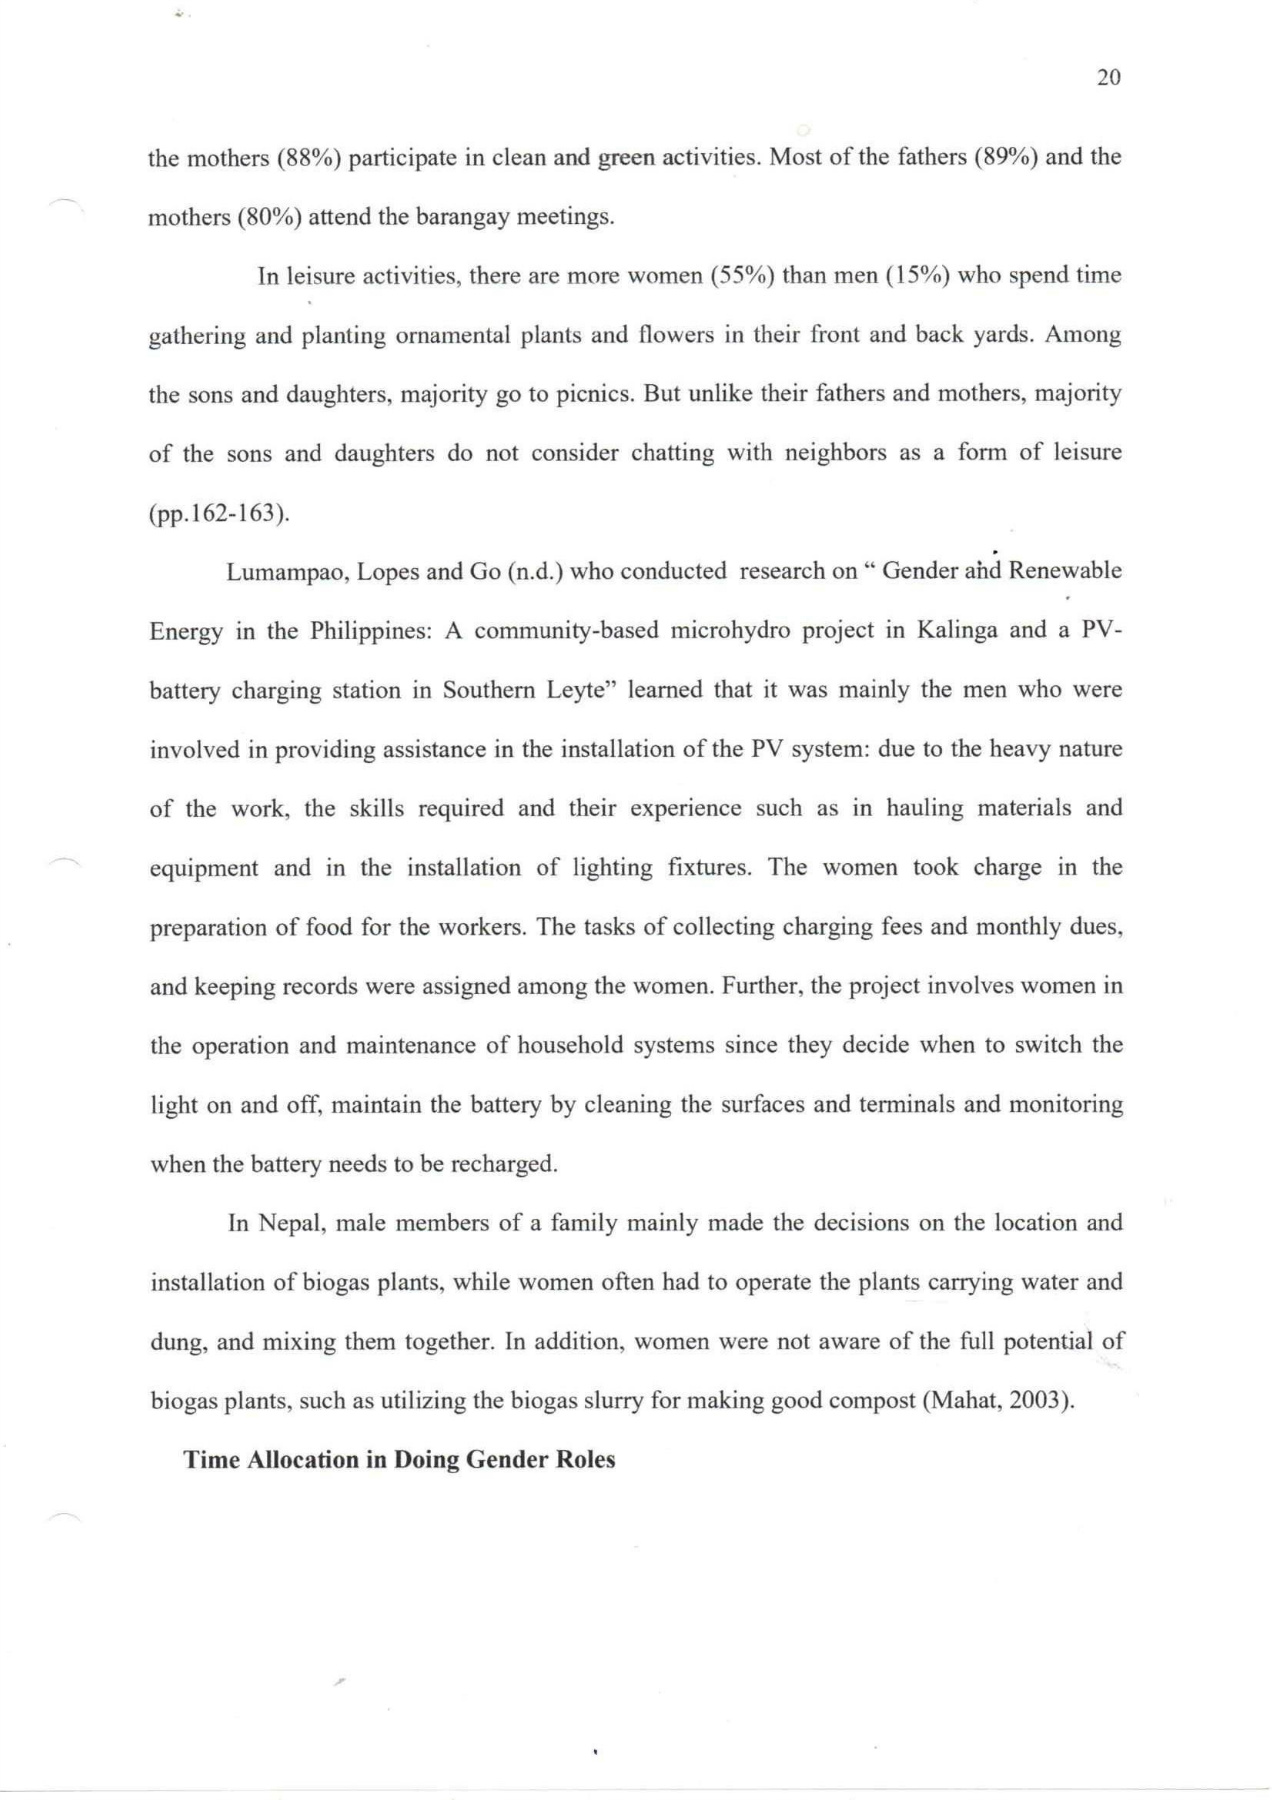 20
the mothers (88%) participate in clean and green activities. Most of the fathers (89%) and the
mothers (80%) attend the barangay meetings.
In leisure activities, there are more women (55%) than men (15%) who spend time
gathering and planting ornamental plants and flowers in their front and back yards. Among
the sons and daughters, majority go to picnics. But unlike their fathers and mothers, majority
of the sons and daughters do not consider chatting with neighbors as a form of leisure
(pp.162-163).
Lumampao, Lopes and Go (n.d.) who conducted  research on “ Gender and Renewable
Energy in the Philippines: A community-based microhydro project in Kalinga and a PV-
battery charging station in Southern Leyte” learned that it was mainly the men who were
involved in providing assistance in the installation of the PV system: due to the heavy nature
of the work, the skills required and their experience such as in hauling materials and
equipment and in the installation of lighting fixtures. The women took charge in the
preparation of food for the workers. The tasks of collecting charging fees and monthly dues,
and keeping records were assigned among the women. Further, the project involves women in
the operation and maintenance of household systems since they decide when to switch the
light on and off, maintain the battery by cleaning the surfaces and terminals and monitoring
when the battery needs to be recharged.
In Nepal, male members of a family mainly made the decisions on the location and
installation of biogas plants, while women often had to operate the plants carrying water and
dung, and mixing them together. In addition, women were not aware of the full potential of
biogas plants, such as utilizing the biogas slurry for making good compost (Mahat, 2003).
Time Allocation in Doing Gender Roles